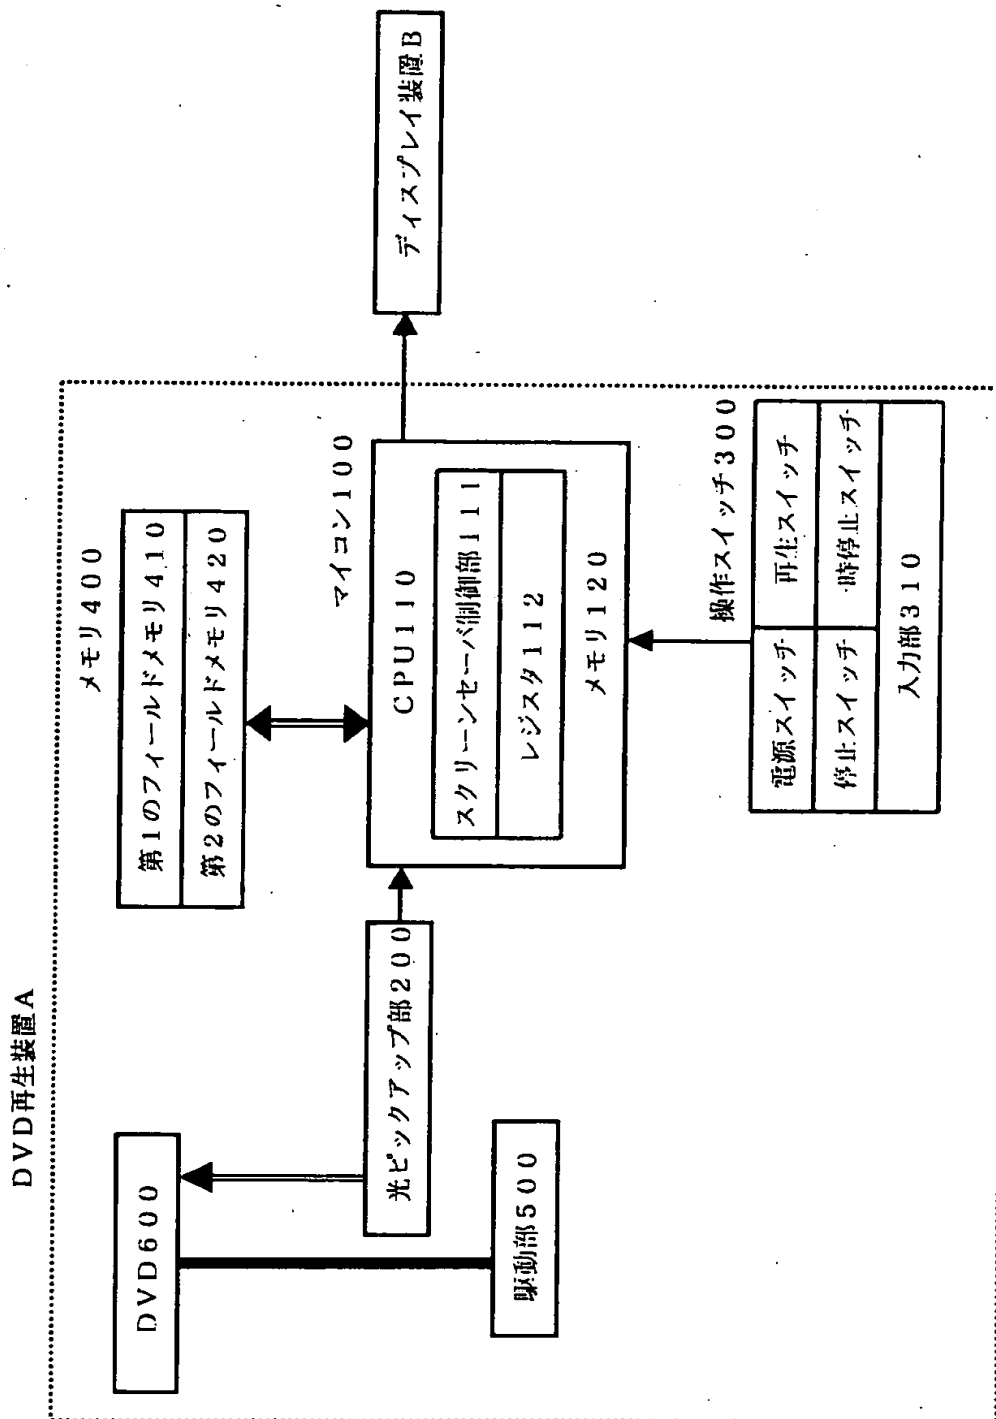 DVD再生装置A
DVD600
駆動部500
光ピックアップ部200
メモリ400
第1のフィールドメモリ410
第2のフィールドメモリ420
マイコン100
CPU110
スクリーンセーバ制御部111
レジスタ112
メモリ120
操作スイッチ300
電源スイッチ
再生スイッチ
停止スイッチ
一時停止スイッチ
入力部310
ディスプレイ装置B